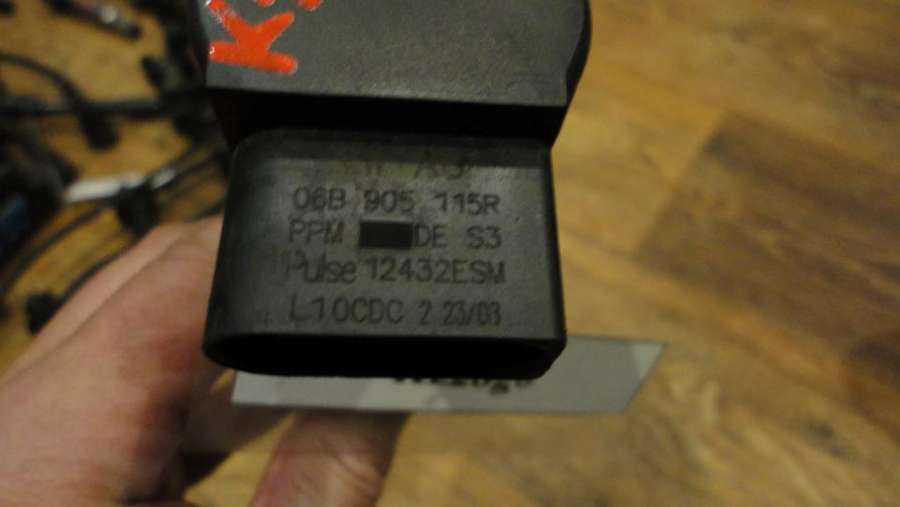 06B 905 115R
PPM DE S3
Pulse 12432ESM
L10CDC 2 23/03